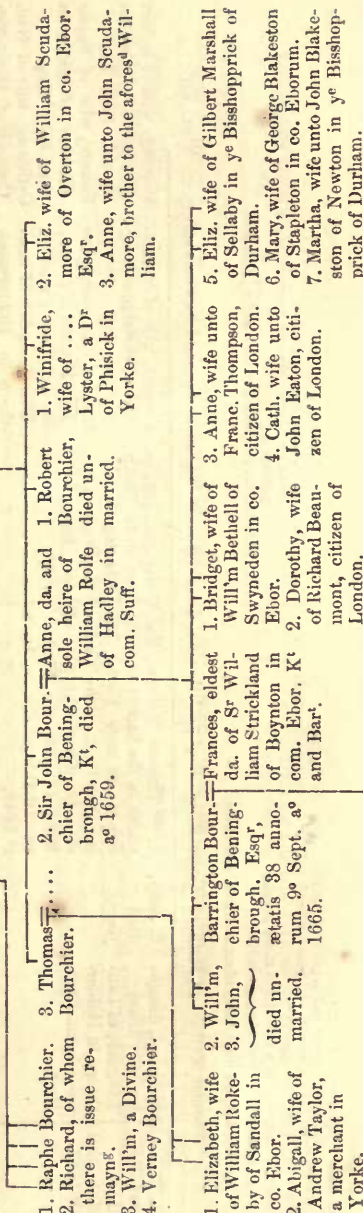 1. Raphe Bourchier.
2. Richard, of whom
there is issue re-
mayng.
3. Will'm, a Divine.
4. Verney Bourchier.
3. Thomas=....
Bourchier.
2. Sir John Bour-
chier of Bening-
brough, Kt, died
ao 1659.
=Anne, da. and
sole heire of
William Rolfe
of Hadley in
com. Suff.
1. Robert
Bourchier,
died un-
married.
1. Winifride,
wife of ....
Lyster, a Dr
of Phisick in
Yorke.
2. Eliz. wife of William Scuda-
more of Overton in co. Ebor.
Esqr.
3. Anne, wife unto John Scuda-
more, brother to the aforesd Wil-
liam.
1. Elizabeth, wife
of William Roke-
by of Sandall in
co. Ebor.
2. Abigall, wife of
Andrew Taylor,
a merchant in
Yorke.
2. Will'm,
3. John,
died un-
married.
Barrington Bour-
chier of Bening-
brough. Esqr,
ætatis 38 anno-
rum 9o Sept. ao
1665.
=Frances, eldest
da. of Sr Wil-
liam Strickland
of Boynton in
com. Ebor. Kt
and Bart.
1. Bridget, wife of
Will'm Bethell of
Swyneden in co.
Ebor.
2. Dorothy, wife
of Richard Beau-
mont, citizen of
London.
3. Anne, wife unto
Franc. Thompson,
citizen of London.
4. Cath. wife unto
John Eaton, citi-
zen of London.
5. Eliz. wife of Gilbert Marshall
of Sellaby in ye Bisshopprick of
Durham.
6. Mary, wife of George Blakeston
of Stapleton in co. Eborum.
7. Martha, wife unto John Blake-
ston of Newton in ye Bisshop-
prick of Durham.